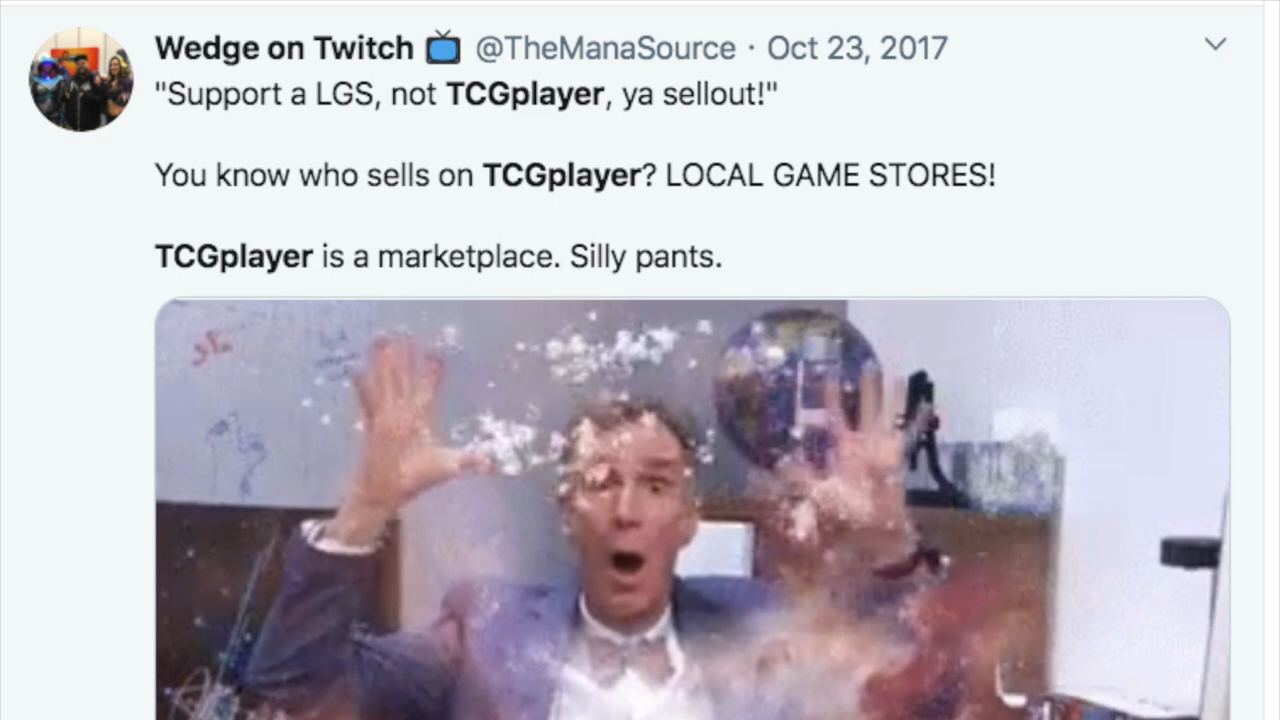 Wedge on Twitch 📺 @TheManaSource · Oct 23, 2017
"Support a LGS, not TCGplayer, ya sellout!"
You know who sells on TCGplayer? LOCAL GAME STORES!
TCGplayer is a marketplace. Silly pants.